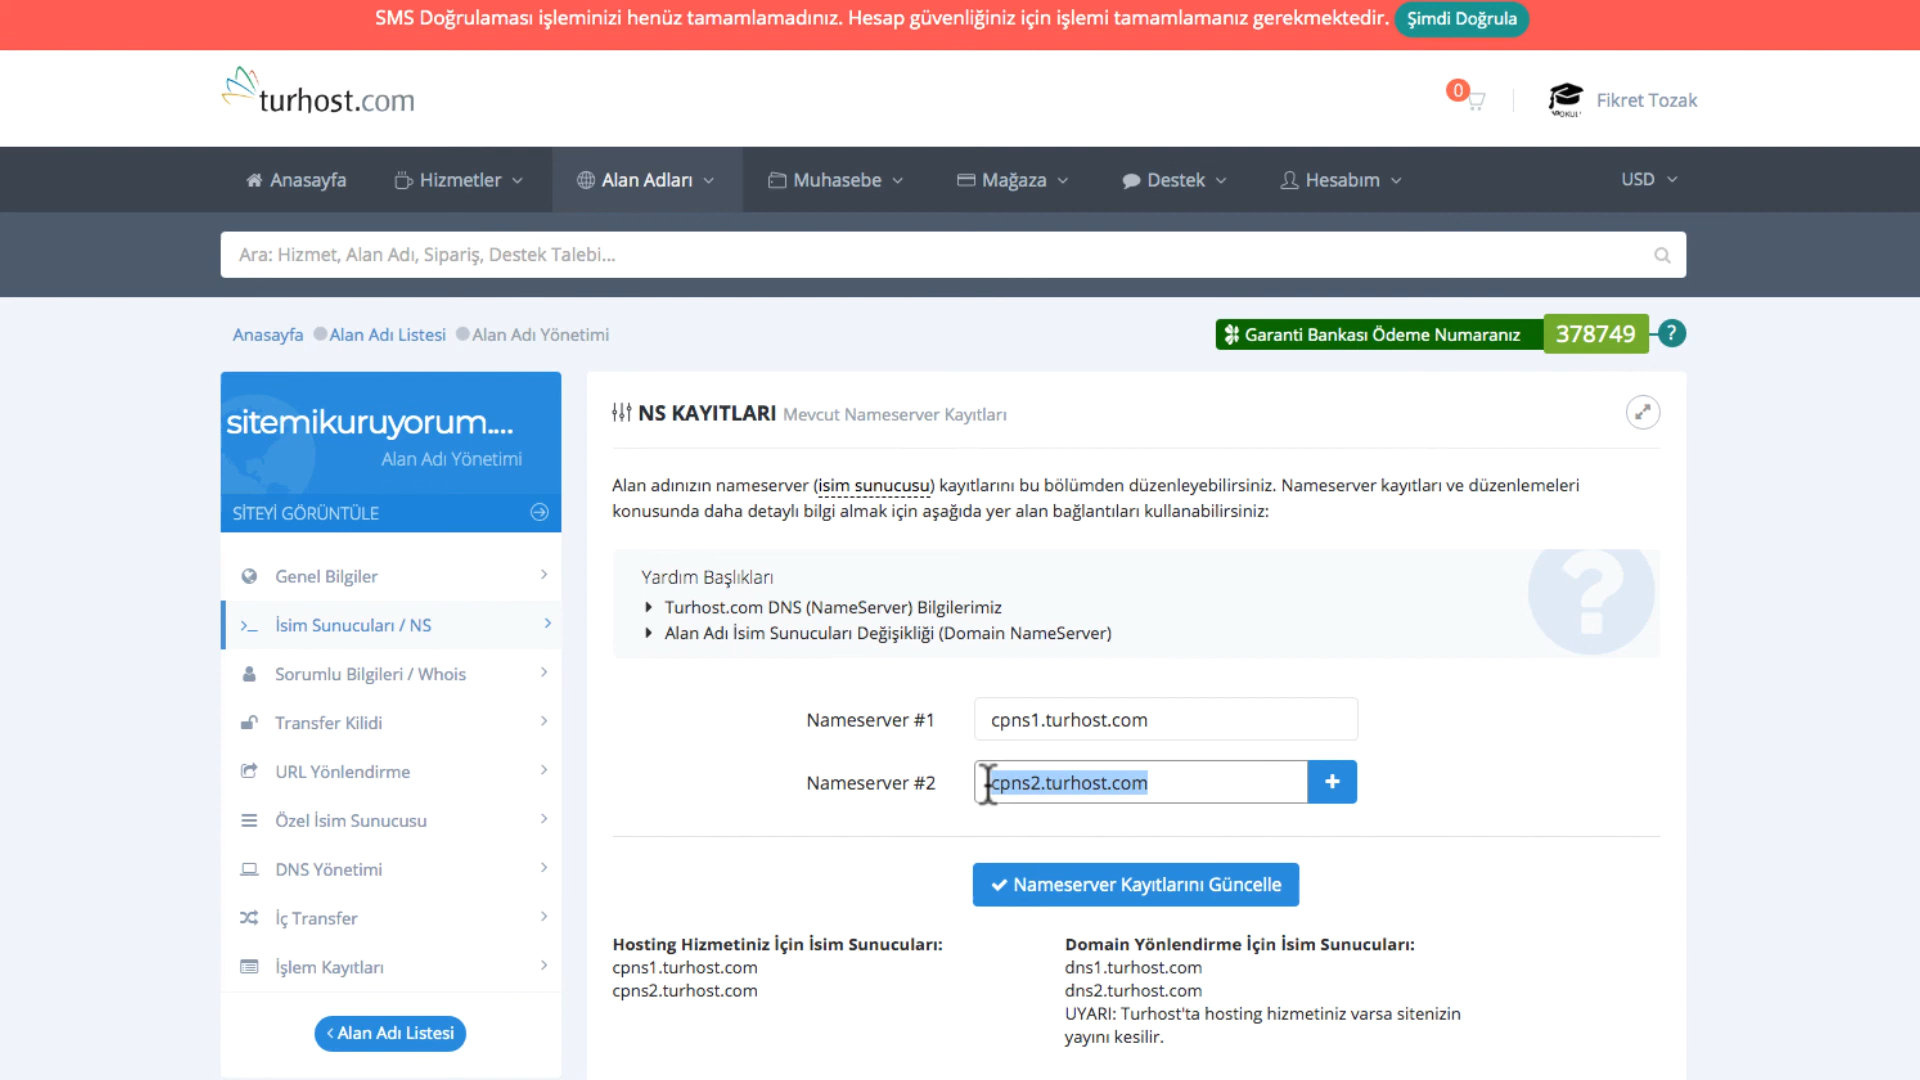 SMS Doğrulaması işleminizi henüz tamamlamadınız. Hesap güvenliğiniz için işlemi tamamlamanız gerekmektedir. Şimdi Doğrula
turhost.com
0
Fikret Tozak
Anasayfa Hizmetler Alan Adları Muhasebe Mağaza Destek Hesabım USD
Ara: Hizmet, Alan Adı, Sipariş, Destek Talebi...
Anasayfa Alan Adı Listesi Alan Adı Yönetimi
Garanti Bankası Ödeme Numaranız 378749 ?
sitemikuruyorum....
Alan Adı Yönetimi
SİTEYİ GÖRÜNTÜLE
Genel Bilgiler
İsim Sunucuları / NS
Sorumlu Bilgileri / Whois
Transfer Kilidi
URL Yönlendirme
Özel İsim Sunucusu
DNS Yönetimi
İç Transfer
İşlem Kayıtları
Alan Adı Listesi
NS KAYITLARI Mevcut Nameserver Kayıtları
Alan adınızın nameserver (isim sunucusu) kayıtlarını bu bölümden düzenleyebilirsiniz. Nameserver kayıtları ve düzenlemeleri
konusunda daha detaylı bilgi almak için aşağıda yer alan bağlantıları kullanabilirsiniz:
Yardım Başlıkları
Turhost.com DNS (NameServer) Bilgilerimiz
Alan Adı İsim Sunucuları Değişikliği (Domain NameServer)
Nameserver #1 cpns1.turhost.com
Nameserver #2 cpns2.turhost.com
Nameserver Kayıtlarını Güncelle
Hosting Hizmetiniz İçin İsim Sunucuları:
cpns1.turhost.com
cpns2.turhost.com
Domain Yönlendirme İçin İsim Sunucuları:
dns1.turhost.com
dns2.turhost.com
UYARI: Turhost'ta hosting hizmetiniz varsa sitenizin
yayını kesilir.